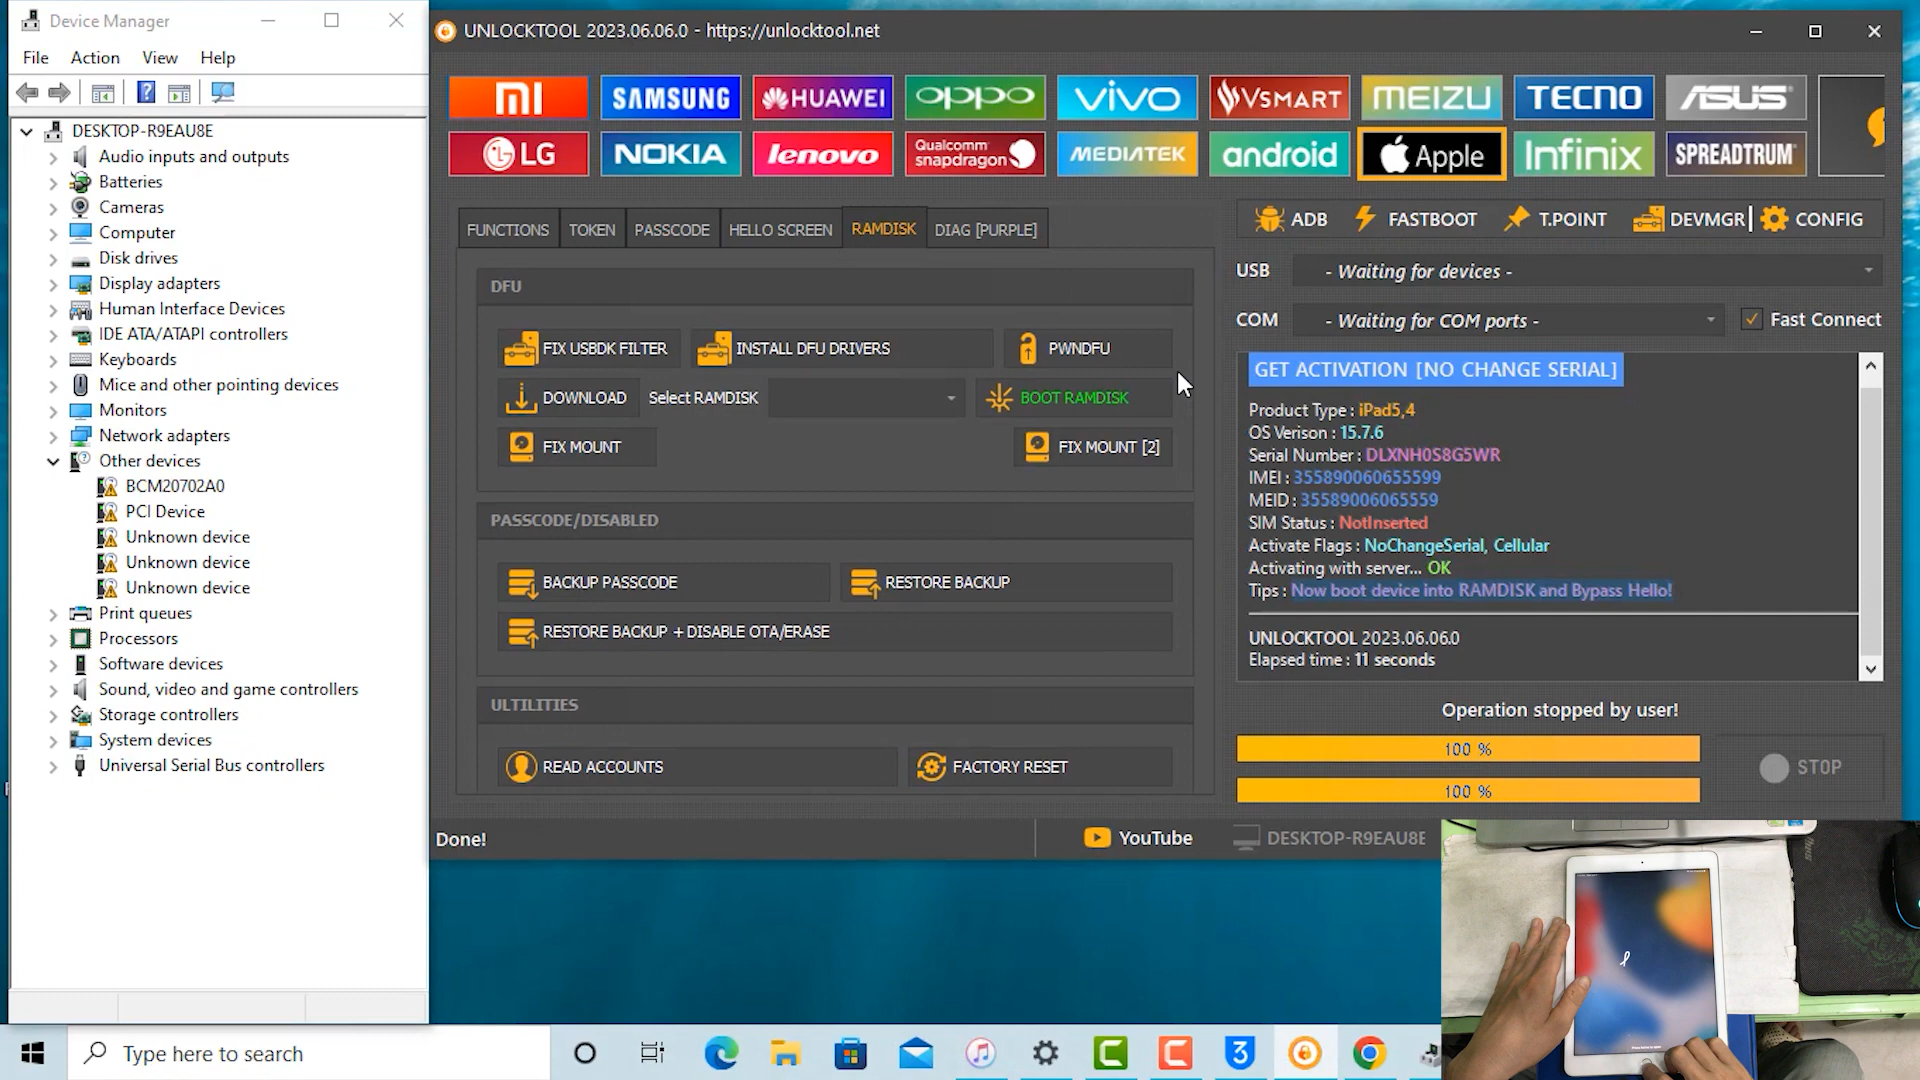 Device Manager
File Action View Help
DESKTOP-R9EAU8E
Audio inputs and outputs
Batteries
Cameras
Computer
Disk drives
Display adapters
Human Interface Devices
IDE ATA/ATAPI controllers
Keyboards
Mice and other pointing devices
Monitors
Network adapters
Other devices
BCM20702A0
PCI Device
Unknown device
Unknown device
Unknown device
Print queues
Processors
Software devices
Sound, video and game controllers
Storage controllers
System devices
Universal Serial Bus controllers
UNLOCKTOOL 2023.06.06.0 - https://unlocktool.net
MI SAMSUNG HUAWEI oppo vivo VSMART MEIZU TECNO ASUS
LG NOKIA lenovo Qualcomm snapdragon MEDIATEK android Apple Infinix SPREADTRUM
FUNCTIONS TOKEN PASSCODE HELLO SCREEN RAMDISK DIAG [PURPLE]
DFU
FIX USBDK FILTER INSTALL DFU DRIVERS PWNDFU
DOWNLOAD Select RAMDISK BOOT RAMDISK
FIX MOUNT FIX MOUNT [2]
PASSCODE/DISABLED
BACKUP PASSCODE RESTORE BACKUP
RESTORE BACKUP + DISABLE OTA/ERASE
ULTILITIES
READ ACCOUNTS FACTORY RESET
ADB FASTBOOT T.POINT DEVMGR CONFIG
USB - Waiting for devices -
COM - Waiting for COM ports - Fast Connect
GET ACTIVATION [NO CHANGE SERIAL]
Product Type : iPad5,4
OS Verison : 15.7.6
Serial Number : DLXNH0S8G5WR
IMEI : 355890060655599
MEID : 35589006065559
SIM Status : NotInserted
Activate Flags : NoChangeSerial, Cellular
Activating with server... OK
Tips : Now boot device into RAMDISK and Bypass Hello!
UNLOCKTOOL 2023.06.06.0
Elapsed time : 11 seconds
Operation stopped by user!
100 %
100 %
STOP
Done! YouTube DESKTOP-R9EAU8E
Type here to search